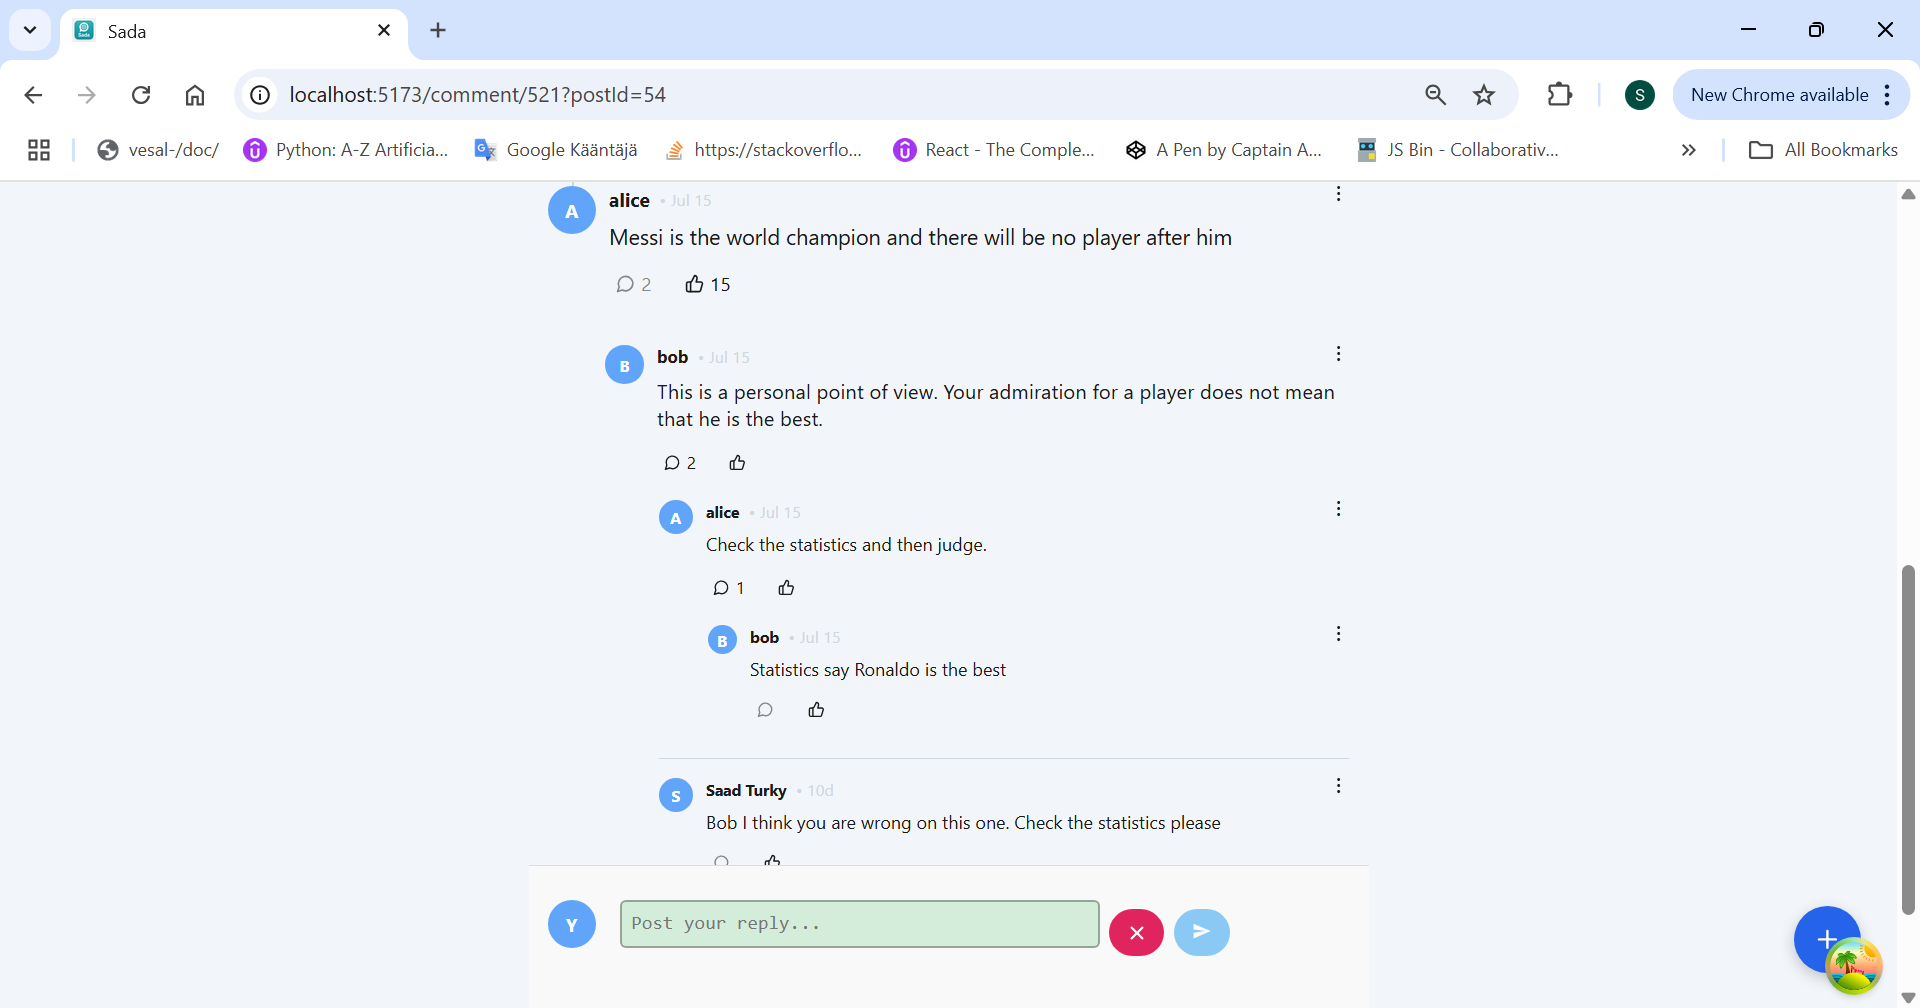 Sada
localhost:5173/comment/521?postId=54
S
New Chrome available
vesal-/doc/
Python: A-Z Artificia...
Google Kääntäjä
https://stackoverflo...
React - The Comple...
A Pen by Captain A...
JS Bin - Collaborativ...
All Bookmarks
A
alice • Jul 15
Messi is the world champion and there will be no player after him
2 15
B
bob • Jul 15
This is a personal point of view. Your admiration for a player does not mean
that he is the best.
2
A
alice • Jul 15
Check the statistics and then judge.
1
B
bob • Jul 15
Statistics say Ronaldo is the best
S
Saad Turky • 10d
Bob I think you are wrong on this one. Check the statistics please
Y
Post your reply...